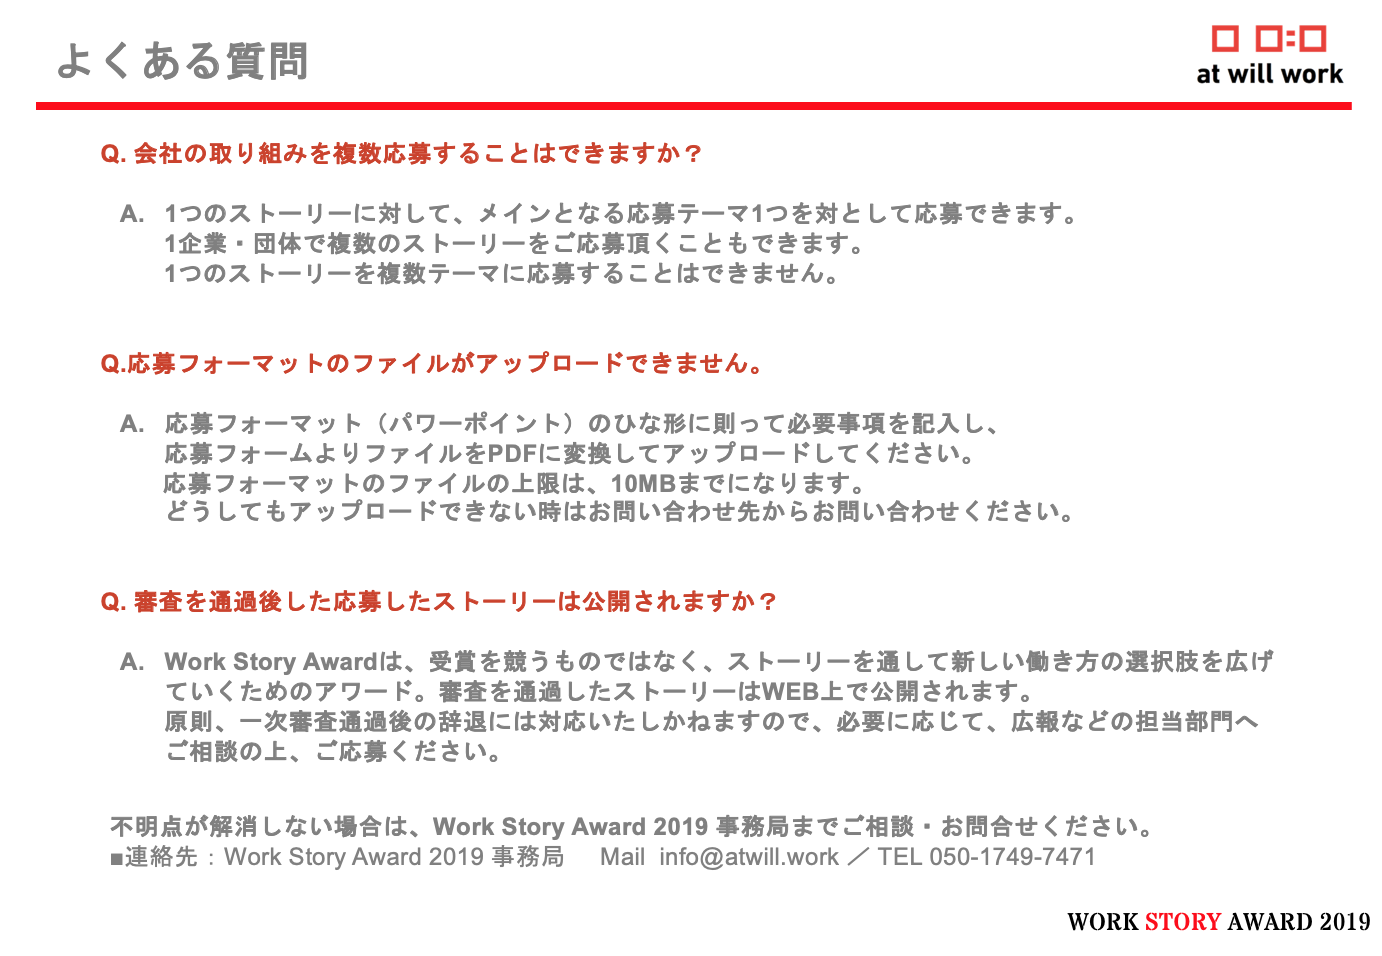 よくある質問
at will work
Q. 会社の取り組みを複数応募することはできますか？
A. 1つのストーリーに対して、メインとなる応募テーマ1つを対として応募できます。
1企業・団体で複数のストーリーをご応募頂くこともできます。
1つのストーリーを複数テーマに応募することはできません。
Q.応募フォーマットのファイルがアップロードできません。
A. 応募フォーマット（パワーポイント）のひな形に則って必要事項を記入し、
応募フォームよりファイルをPDFに変換してアップロードしてください。
応募フォーマットのファイルの上限は、10MBまでになります。
どうしてもアップロードできない時はお問い合わせ先からお問い合わせください。
Q. 審査を通過後した応募したストーリーは公開されますか？
A. Work Story Awardは、受賞を競うものではなく、ストーリーを通して新しい働き方の選択肢を広げ
ていくためのアワード。審査を通過したストーリーはWEB上で公開されます。
原則、一次審査通過後の辞退には対応いたしかねますので、必要に応じて、広報などの担当部門へ
ご相談の上、ご応募ください。
不明点が解消しない場合は、Work Story Award 2019 事務局までご相談・お問合せください。
■連絡先：Work Story Award 2019 事務局 Mail info@atwill.work ／ TEL 050-1749-7471
WORK STORY AWARD 2019